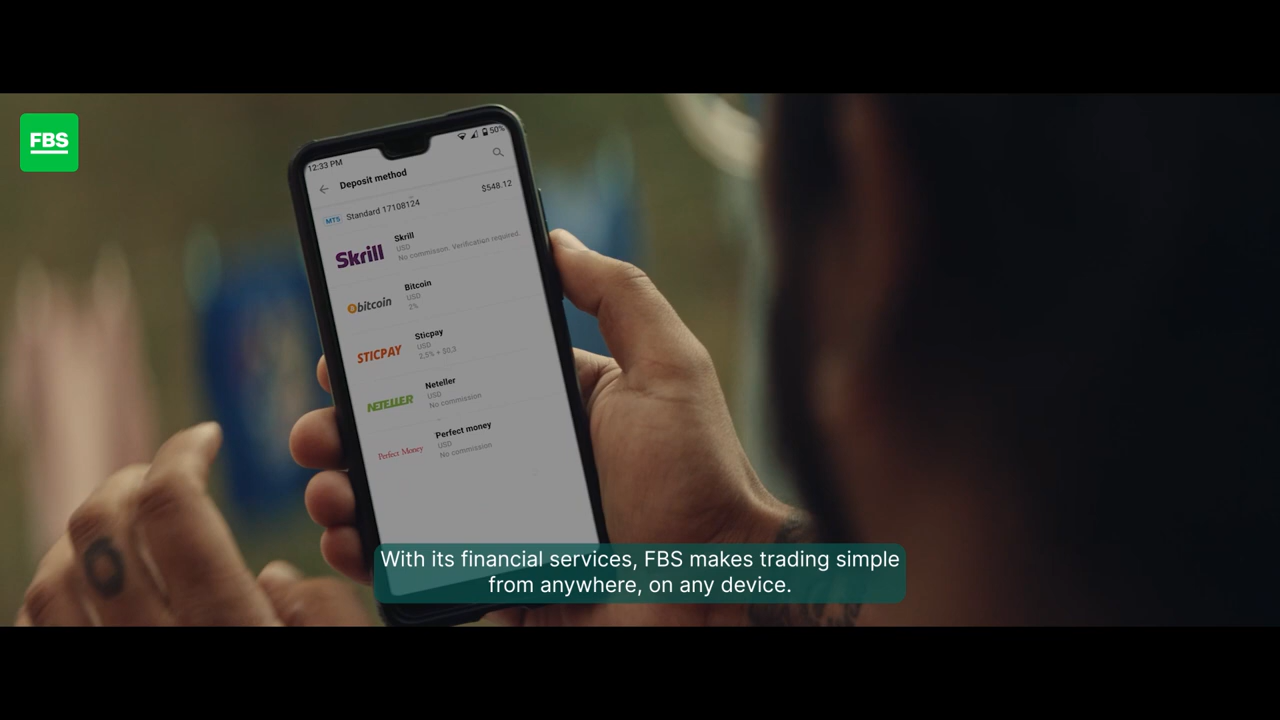 FBS
12:33 PM
50%
Deposit method
MT5 Standard 17108124 $548.12
Skrill
Skrill
USD
No commisson. Verification required.
bitcoin
Bitcoin
USD
2%
STICPAY
Sticpay
USD
2,5% + $0,3
NETELLER
Neteller
USD
No commission
Perfect Money
Perfect money
USD
No commission
With its financial services, FBS makes trading simple
from anywhere, on any device.